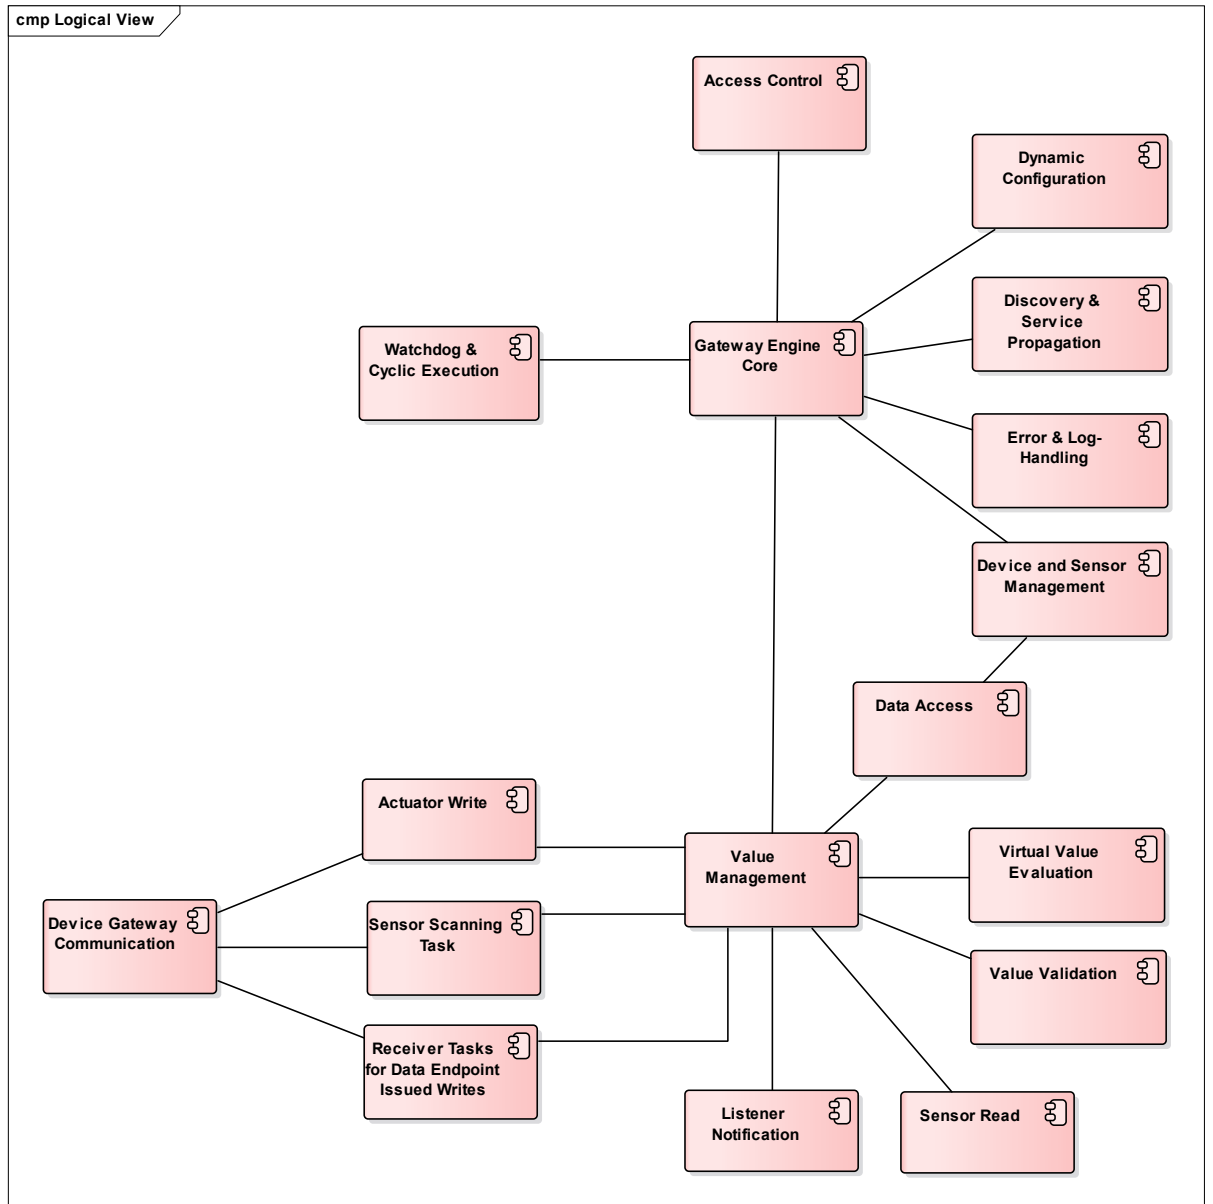 cmp Logical View
Access Control
Dynamic
Configuration
Discovery &
Service
Propagation
Watchdog &
Cyclic Execution
Gateway Engine
Core
Error & Log-
Handling
Device and Sensor
Management
Data Access
Actuator Write
Value
Management
Virtual Value
Evaluation
Device Gateway
Communication
Sensor Scanning
Task
Value Validation
Receiver Tasks
for Data Endpoint
Issued Writes
Listener
Notification
Sensor Read